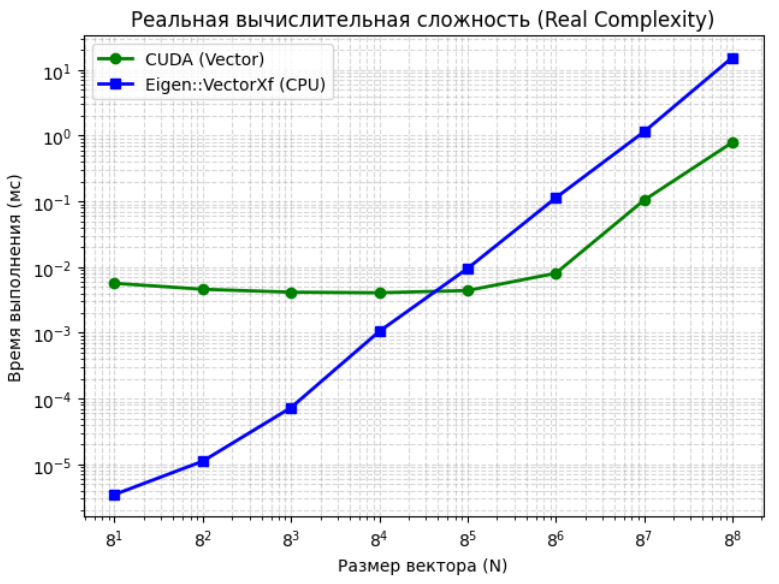 Реальная вычислительная сложность (Real Complexity)
CUDA (Vector)
Eigen::VectorXf (CPU)
Время выполнения (мс)
10¹
10⁰
10⁻¹
10⁻²
10⁻³
10⁻⁴
10⁻⁵
8¹ 8² 8³ 8⁴ 8⁵ 8⁶ 8⁷ 8⁸
Размер вектора (N)